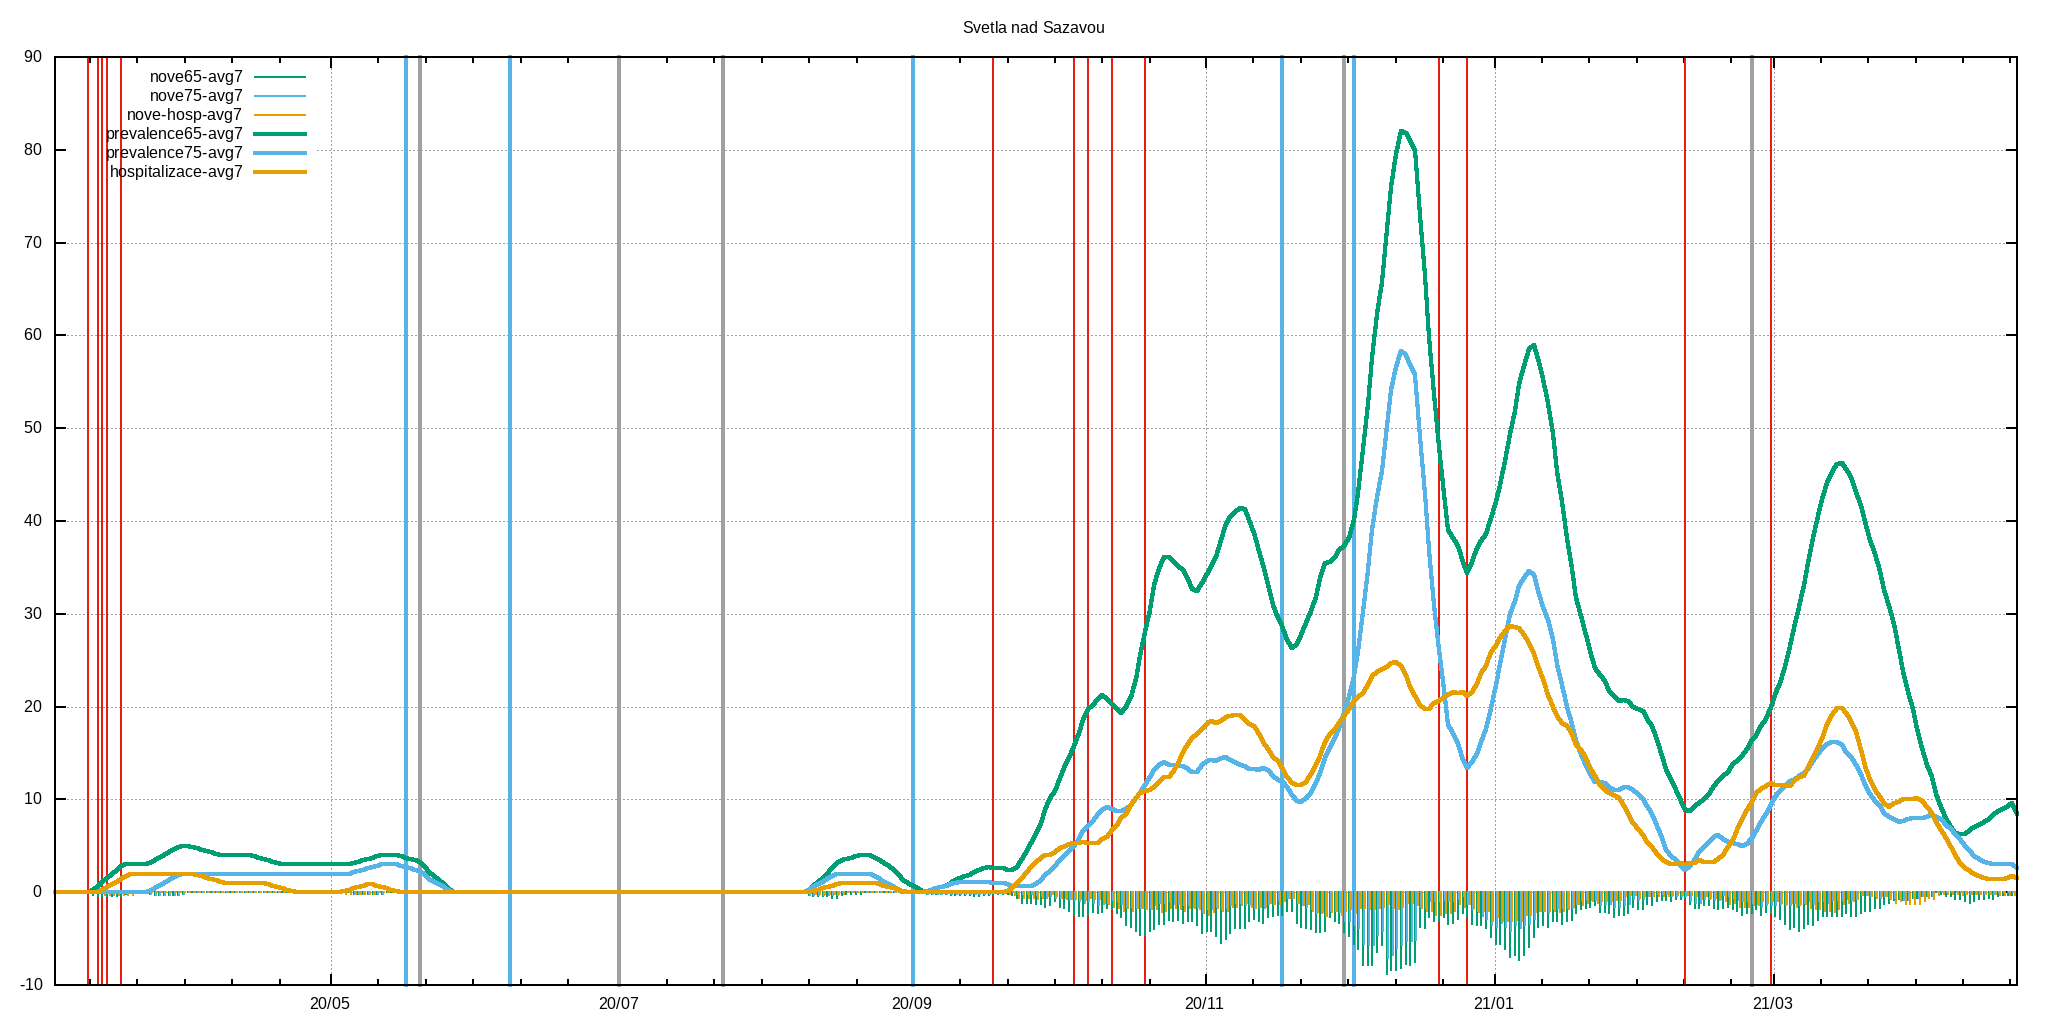 Svetla nad Sazavou
90
80
70
60
50
40
30
20
10
0
-10
nove65-avg7
nove75-avg7
nove-hosp-avg7
prevalence65-avg7
prevalence75-avg7
hospitalizace-avg7
20/05
20/07
20/09
20/11
21/01
21/03